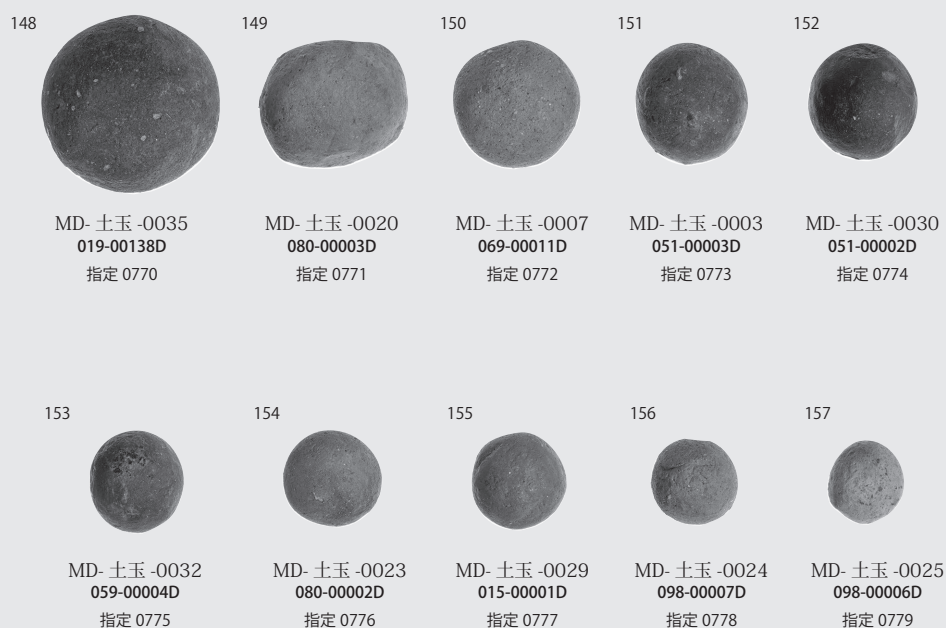 148
149
150
151
152
MD- 土玉 -0035
019-00138D
指定 0770
MD- 土玉 -0020
080-00003D
指定 0771
MD- 土玉 -0007
069-00011D
指定 0772
MD- 土玉 -0003
051-00003D
指定 0773
MD- 土玉 -0030
051-00002D
指定 0774
153
154
155
156
157
MD- 土玉 -0032
059-00004D
指定 0775
MD- 土玉 -0023
080-00002D
指定 0776
MD- 土玉 -0029
015-00001D
指定 0777
MD- 土玉 -0024
098-00007D
指定 0778
MD- 土玉 -0025
098-00006D
指定 0779